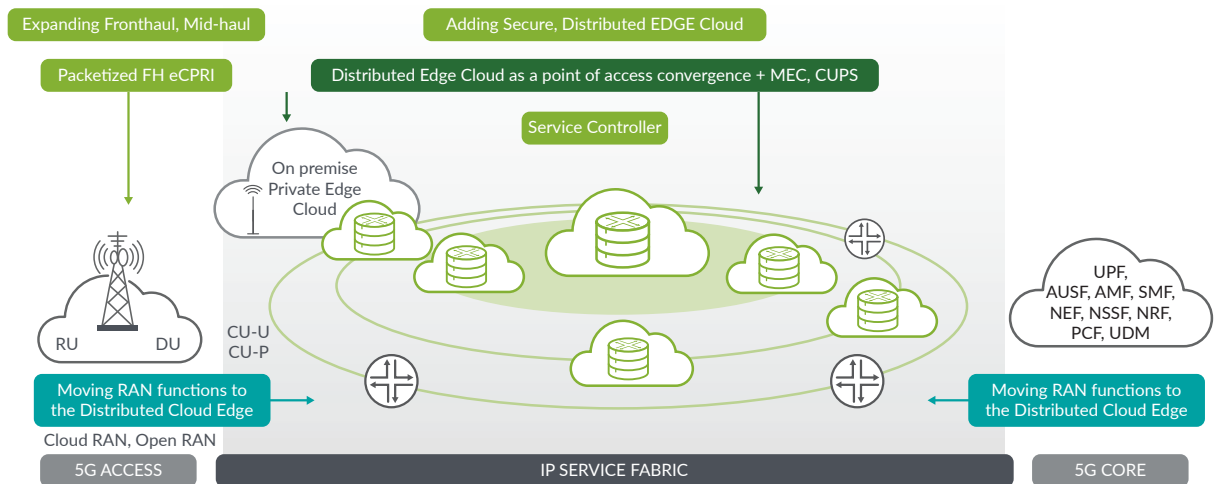 Expanding Fronthaul, Mid-haul
Adding Secure, Distributed EDGE Cloud
Packetized FH eCPRI
Distributed Edge Cloud as a point of access convergence + MEC, CUPS
Service Controller
On premise
Private Edge
Cloud
RU
DU
CU-U
CU-P
UPF,
AUSF, AMF, SMF,
NEF, NSSF, NRF,
PCF, UDM
Moving RAN functions to
the Distributed Cloud Edge
Moving RAN functions to
the Distributed Cloud Edge
Cloud RAN, Open RAN
5G ACCESS
IP SERVICE FABRIC
5G CORE